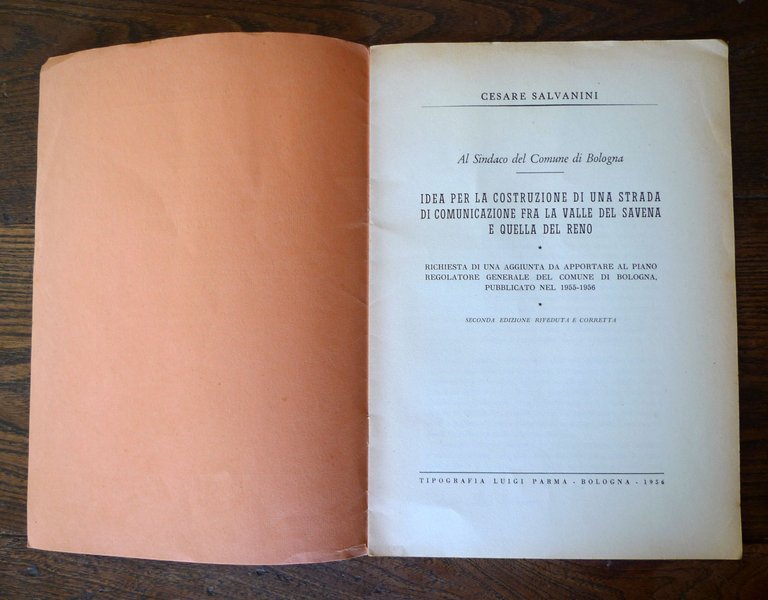 CESARE SALVANINI
Al Sindaco del Comune di Bologna
IDEA PER LA COSTRUZIONE DI UNA STRADA
DI COMUNICAZIONE FRA LA VALLE DEL SAVENA
E QUELLA DEL RENO
*
RICHIESTA DI UNA AGGIUNTA DA APPORTARE AL PIANO
REGOLATORE GENERALE DEL COMUNE DI BOLOGNA,
PUBBLICATO NEL 1955-1956
*
SECONDA EDIZIONE RIVEDUTA E CORRETTA
TIPOGRAFIA LUIGI PARMA - BOLOGNA - 1956